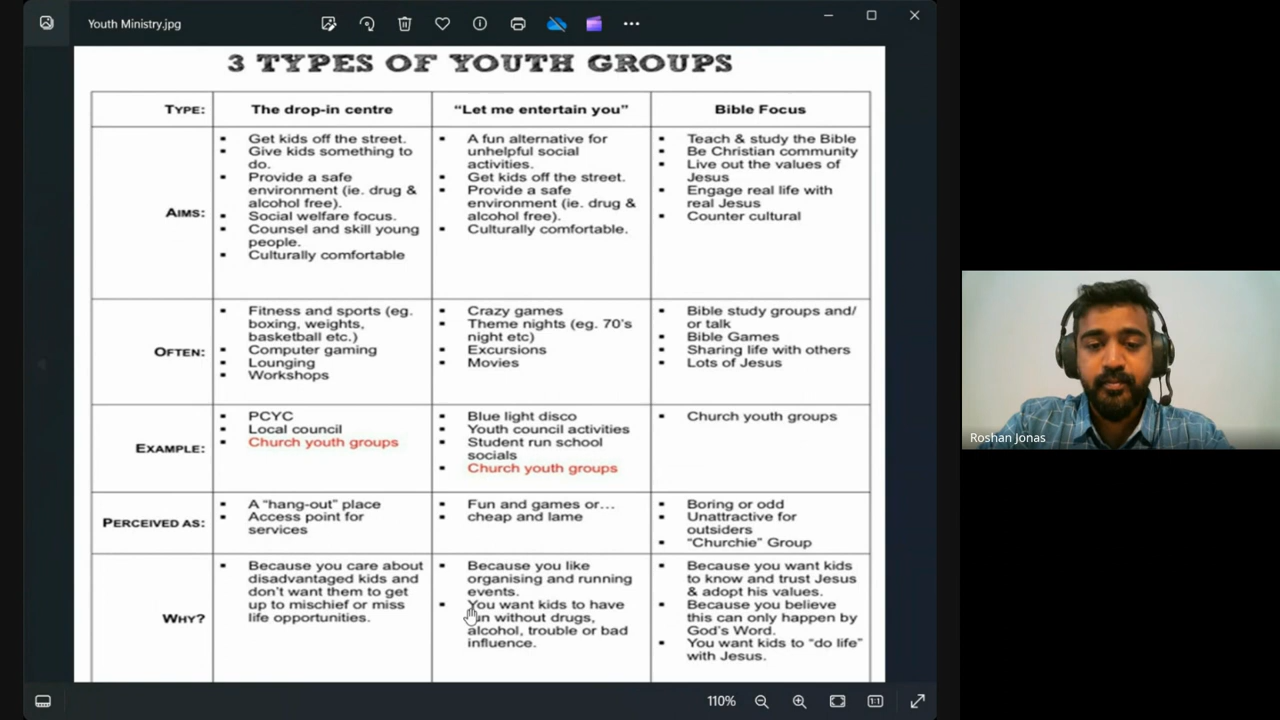 Youth Ministry.jpg
3 TYPES OF YOUTH GROUPS
TYPE:
The drop-in centre
"Let me entertain you"
Bible Focus
AIMS:
▪ Get kids off the street.
▪ Give kids something to
do.
▪ Provide a safe
environment (ie. drug &
alcohol free).
▪ Social welfare focus.
▪ Counsel and skill young
people.
▪ Culturally comfortable
▪ A fun alternative for
unhelpful social
activities.
▪ Get kids off the street.
▪ Provide a safe
environment (ie. drug &
alcohol free).
▪ Culturally comfortable.
▪ Teach & study the Bible
▪ Be Christian community
▪ Live out the values of
Jesus
▪ Engage real life with
real Jesus
▪ Counter cultural
OFTEN:
▪ Fitness and sports (eg.
boxing, weights,
basketball etc.)
▪ Computer gaming
▪ Lounging
▪ Workshops
▪ Crazy games
▪ Theme nights (eg. 70's
night etc)
▪ Excursions
▪ Movies
▪ Bible study groups and/
or talk
▪ Bible Games
▪ Sharing life with others
▪ Lots of Jesus
EXAMPLE:
▪ PCYC
▪ Local council
▪ Church youth groups
▪ Blue light disco
▪ Youth council activities
▪ Student run school
socials
▪ Church youth groups
▪ Church youth groups
PERCEIVED AS:
▪ A "hang-out" place
▪ Access point for
services
▪ Fun and games or...
▪ cheap and lame
▪ Boring or odd
▪ Unattractive for
outsiders
▪ "Churchie" Group
WHY?
▪ Because you care about
disadvantaged kids and
don't want them to get
up to mischief or miss
life opportunities.
▪ Because you like
organising and running
events.
▪ You want kids to have
fun without drugs,
alcohol, trouble or bad
influence.
▪ Because you want kids
to know and trust Jesus
& adopt his values.
▪ Because you believe
this can only happen by
God's Word.
▪ You want kids to "do life"
with Jesus.
110%
1:1
Roshan Jonas